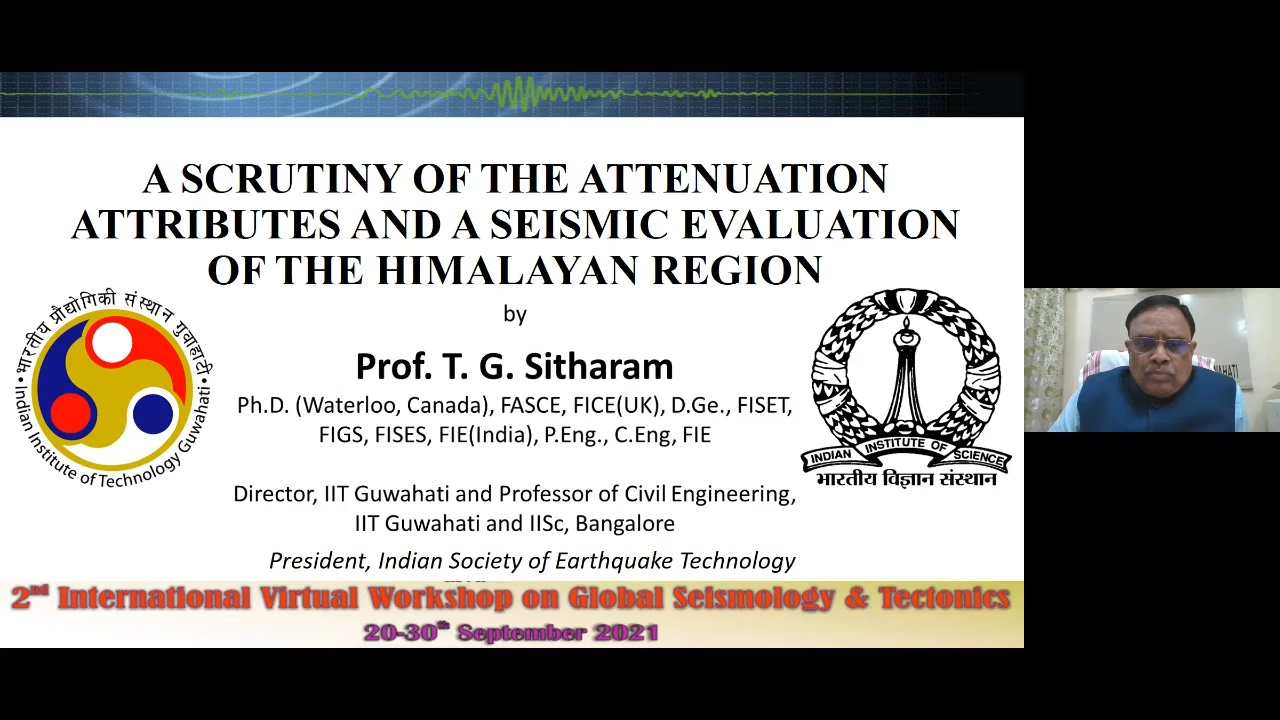 A SCRUTINY OF THE ATTENUATION
ATTRIBUTES AND A SEISMIC EVALUATION
OF THE HIMALAYAN REGION
by
Prof. T. G. Sitharam
Ph.D. (Waterloo, Canada), FASCE, FICE(UK), D.Ge., FISET,
FIGS, FISES, FIE(India), P.Eng., C.Eng, FIE
Director, IIT Guwahati and Professor of Civil Engineering,
IIT Guwahati and IISc, Bangalore
President, Indian Society of Earthquake Technology
2nd International Virtual Workshop on Global Seismology & Tectonics
20-30th September 2021
भारतीय प्रौद्योगिकी संस्थान गुवाहाटी
Indian Institute of Technology Guwahati
INDIAN INSTITUTE OF SCIENCE
भारतीय विज्ञान संस्थान